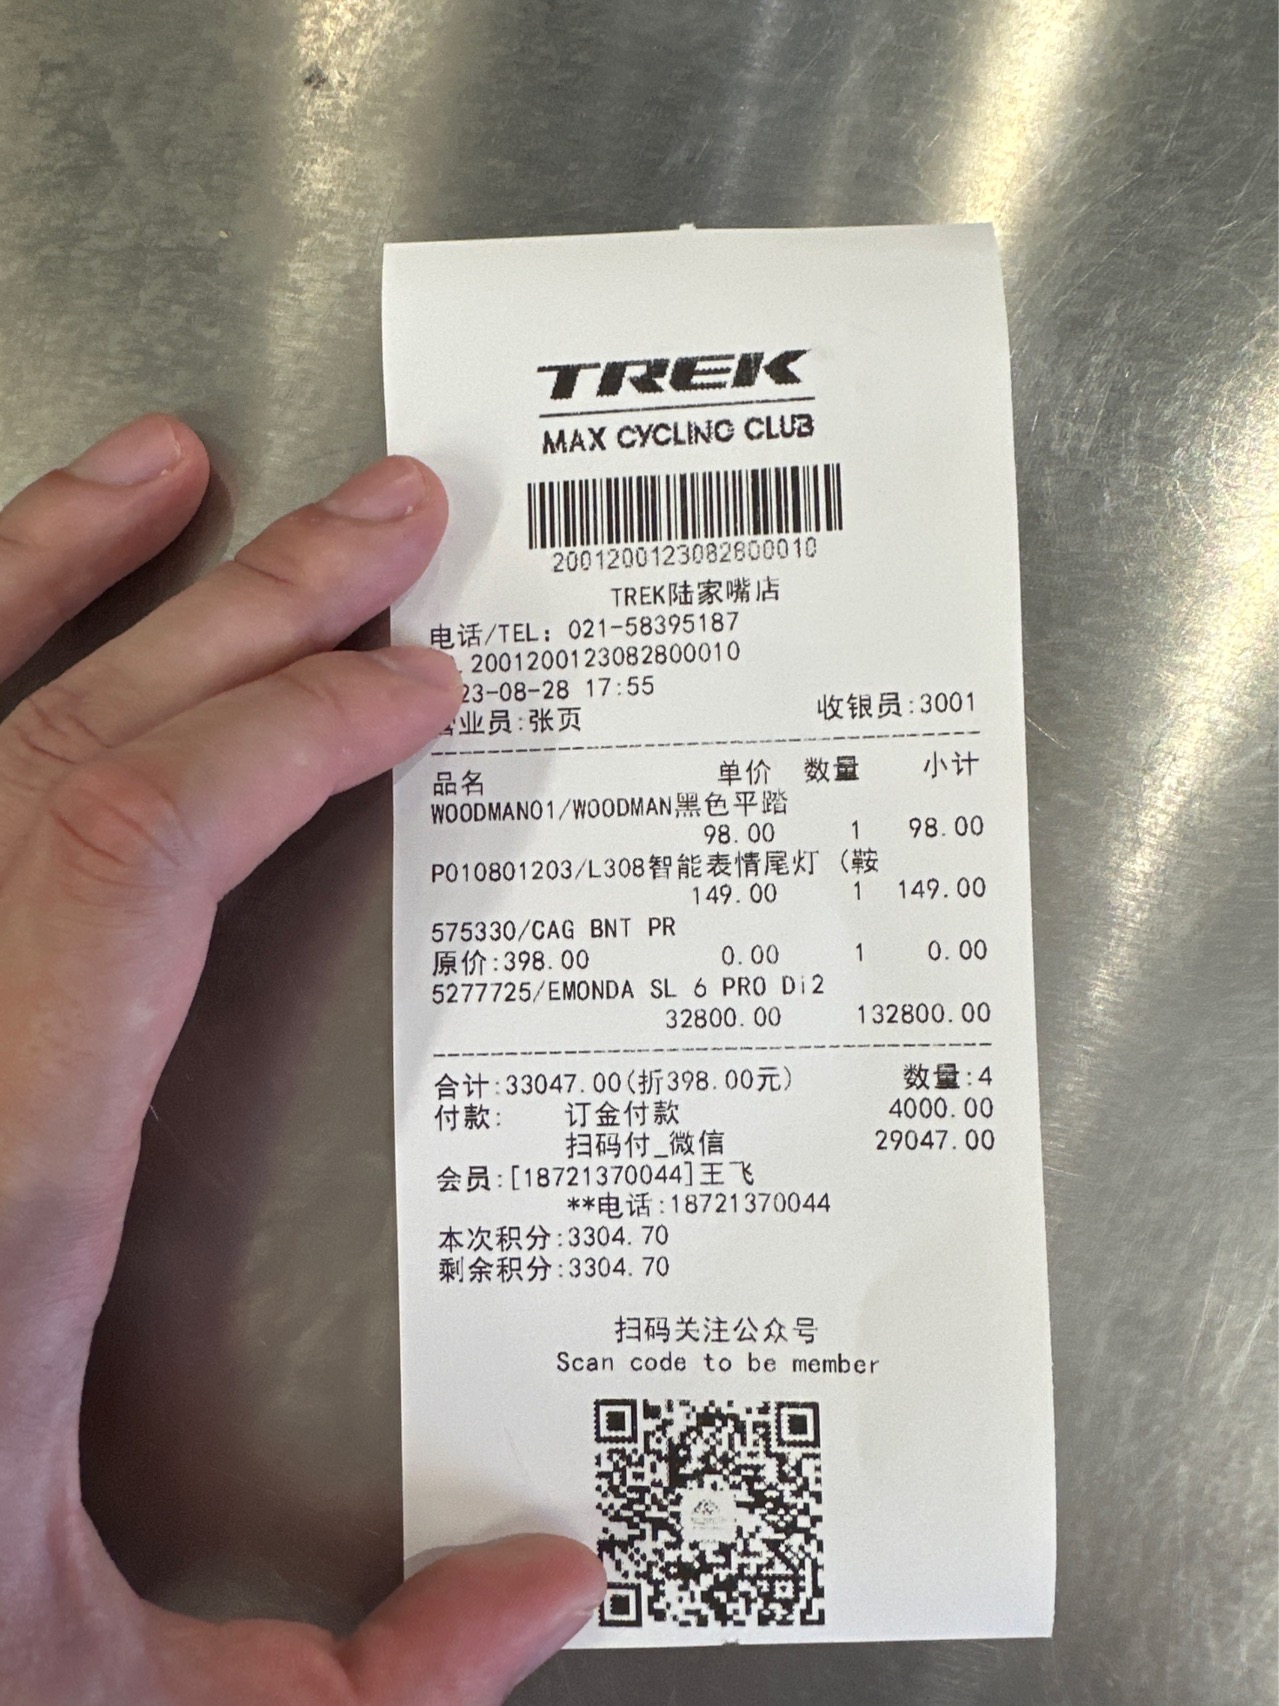 TREK
MAX CYCLING CLUB
2001200123082800010
TREK陆家嘴店
电话/TEL: 021-58395187
2001200123082800010
23-08-28 17:55
业员:张页 收银员:3001
品名 单价 数量 小计
WOODMAN01/WOODMAN黑色平踏
98.00 1 98.00
P010801203/L308智能表情尾灯 (鞍
149.00 1 149.00
575330/CAG BNT PR
原价:398.00 0.00 1 0.00
5277725/EMONDA SL 6 PRO Di2
32800.00 132800.00
合计:33047.00(折398.00元) 数量:4
付款: 订金付款 4000.00
扫码付_微信 29047.00
会员:[18721370044]王飞
**电话:18721370044
本次积分:3304.70
剩余积分:3304.70
扫码关注公众号
Scan code to be member